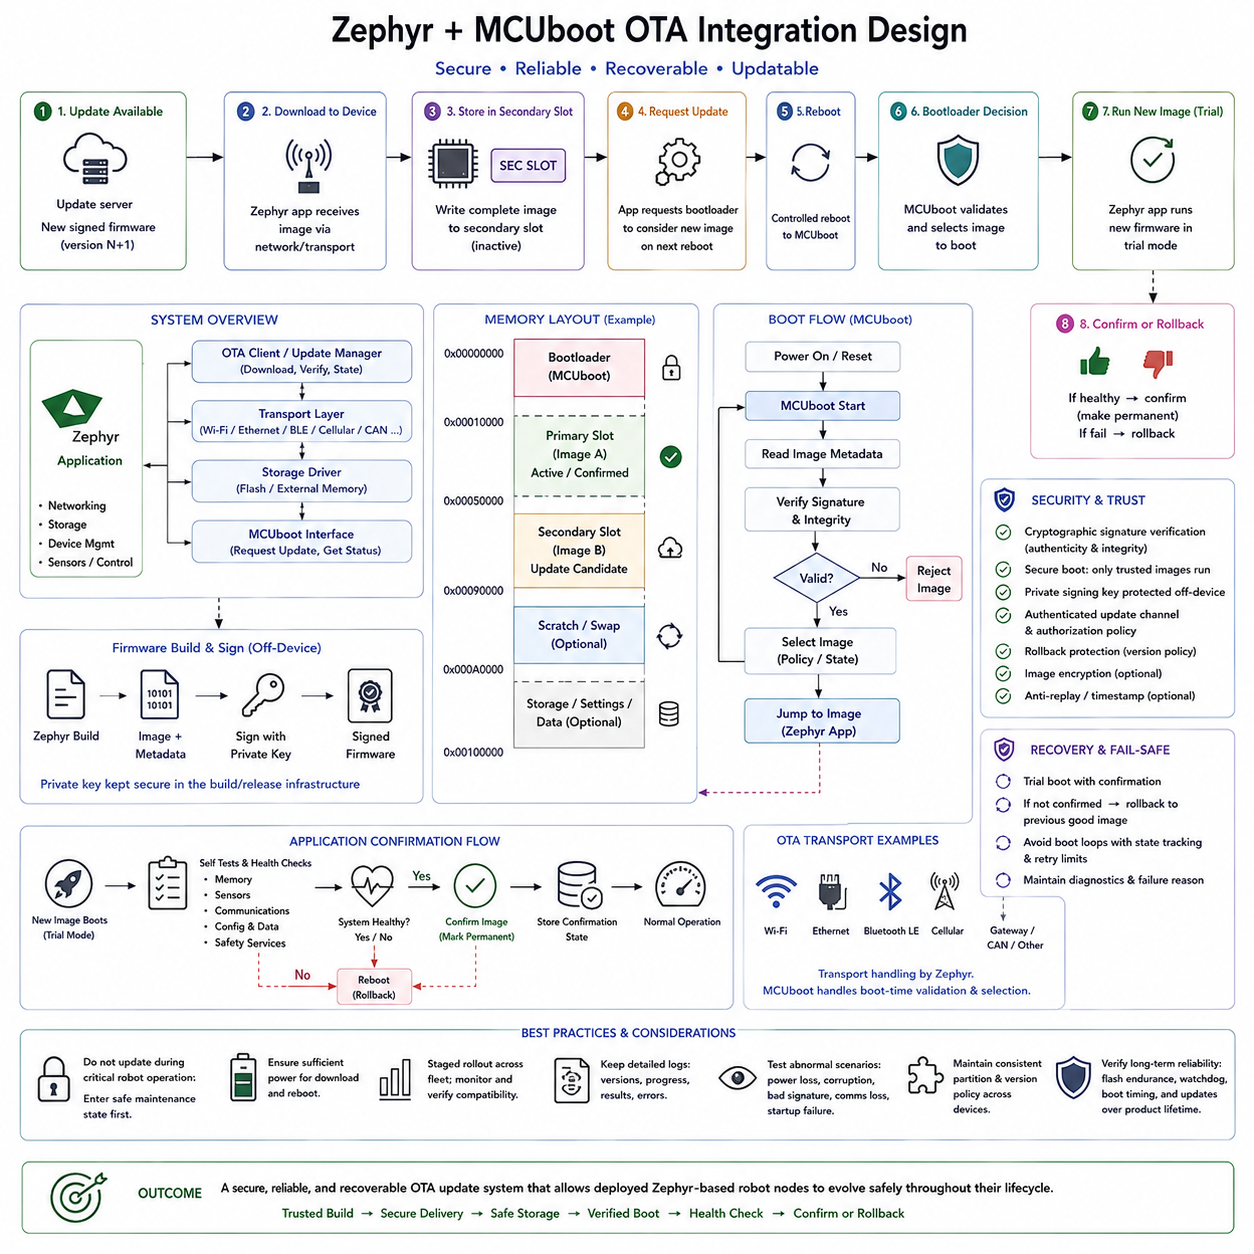 Zephyr + MCUboot OTA Integration Design
Secure • Reliable • Recoverable • Updatable
1 1. Update Available
Update server
New signed firmware
(version N+1)
2 2. Download to Device
Zephyr app receives
image via
network/transport
3 3. Store in Secondary Slot
SEC SLOT
Write complete image
to secondary slot
(inactive)
4 4. Request Update
App requests bootloader
to consider new image
on next reboot
5 5.Reboot
Controlled reboot
to MCUboot
6 6. Bootloader Decision
MCUboot validates
and selects image
to boot
7 7. Run New Image (Trial)
Zephyr app runs
new firmware in
trial mode
8 8. Confirm or Rollback
If healthy → confirm
(make permanent)
If fail → rollback
SYSTEM OVERVIEW
Zephyr
Application
• Networking
• Storage
• Device Mgmt
• Sensors / Control
OTA Client / Update Manager
(Download, Verify, State)
Transport Layer
(Wi-Fi / Ethernet / BLE / Cellular / CAN ...)
Storage Driver
(Flash / External Memory)
MCUboot Interface
(Request Update, Get Status)
Firmware Build & Sign (Off-Device)
10101
10101
Zephyr Build
Image +
Metadata
Sign with
Private Key
Signed
Firmware
Private key kept secure in the build/release infrastructure
MEMORY LAYOUT (Example)
0x00000000
Bootloader
(MCUboot)
0x00010000
Primary Slot
(Image A)
Active / Confirmed
0x00050000
Secondary Slot
(Image B)
Update Candidate
0x00090000
Scratch / Swap
(Optional)
0x000A0000
Storage / Settings /
Data (Optional)
0x00100000
BOOT FLOW (MCUboot)
Power On / Reset
MCUboot Start
Read Image Metadata
Verify Signature
& Integrity
Valid?
No
Reject
Image
Yes
Select Image
(Policy / State)
Jump to Image
(Zephyr App)
SECURITY & TRUST
Cryptographic signature verification
(authenticity & integrity)
Secure boot: only trusted images run
Private signing key protected off-device
Authenticated update channel
& authorization policy
Rollback protection (version policy)
Image encryption (optional)
Anti-replay / timestamp (optional)
RECOVERY & FAIL-SAFE
Trial boot with confirmation
If not confirmed → rollback to
previous good image
Avoid boot loops with state tracking
& retry limits
Maintain diagnostics & failure reason
APPLICATION CONFIRMATION FLOW
New Image Boots
(Trial Mode)
Self Tests & Health Checks
• Memory
• Sensors
• Communications
• Config & Data
• Safety Services
System Healthy?
Yes / No
Yes
Confirm Image
(Mark Permanent)
Store Confirmation
State
Normal Operation
No
Reboot
(Rollback)
OTA TRANSPORT EXAMPLES
Wi-Fi
Ethernet
Bluetooth LE
Cellular
Gateway /
CAN / Other
Transport handling by Zephyr.
MCUboot handles boot-time validation & selection.
BEST PRACTICES & CONSIDERATIONS
Do not update during
critical robot operation:
Enter safe maintenance
state first.
Ensure sufficient
power for download
and reboot.
Staged rollout across
fleet; monitor and
verify compatibility.
Keep detailed logs:
versions, progress,
results, errors.
Test abnormal scenarios:
power loss, corruption,
bad signature, comms loss,
startup failure.
Maintain consistent
partition & version
policy across
devices.
Verify long-term reliability:
flash endurance, watchdog,
boot timing, and updates
over product lifetime.
OUTCOME
A secure, reliable, and recoverable OTA update system that allows deployed Zephyr-based robot nodes to evolve safely throughout their lifecycle.
Trusted Build → Secure Delivery → Safe Storage → Verified Boot → Health Check → Confirm or Rollback